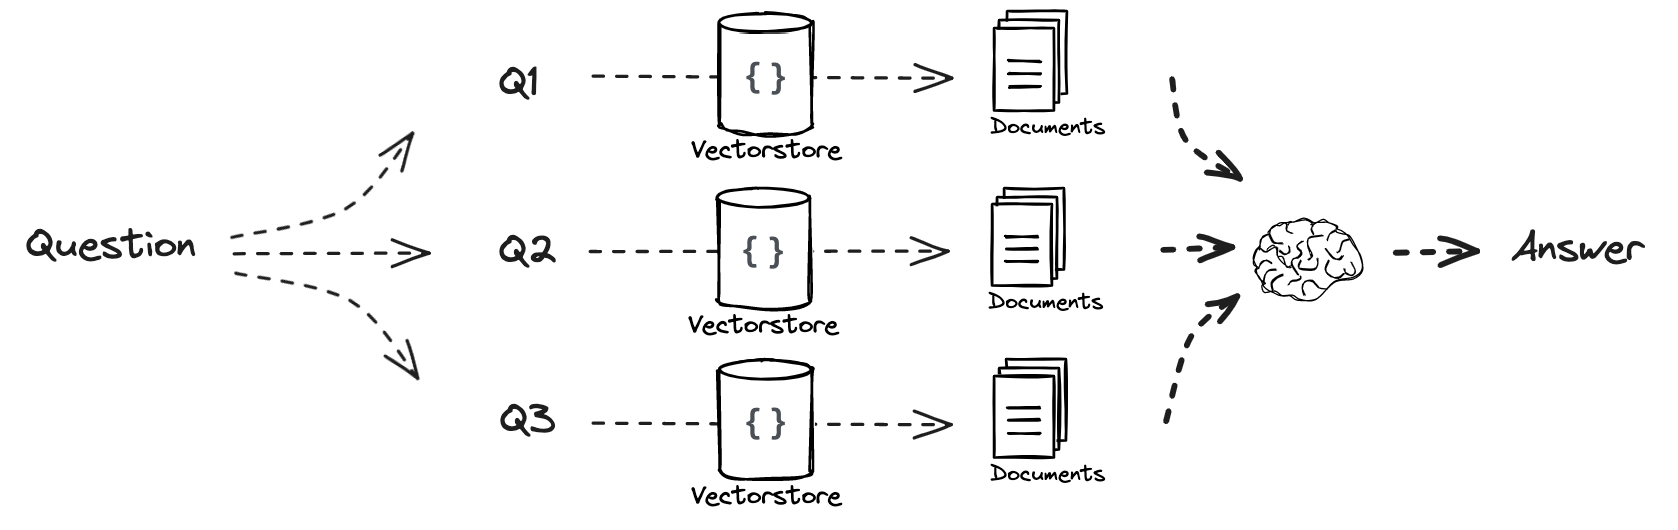 Question
Q1
{ }
Vectorstore
Documents
Q2
{ }
Vectorstore
Documents
Q3
{ }
Vectorstore
Documents
Answer